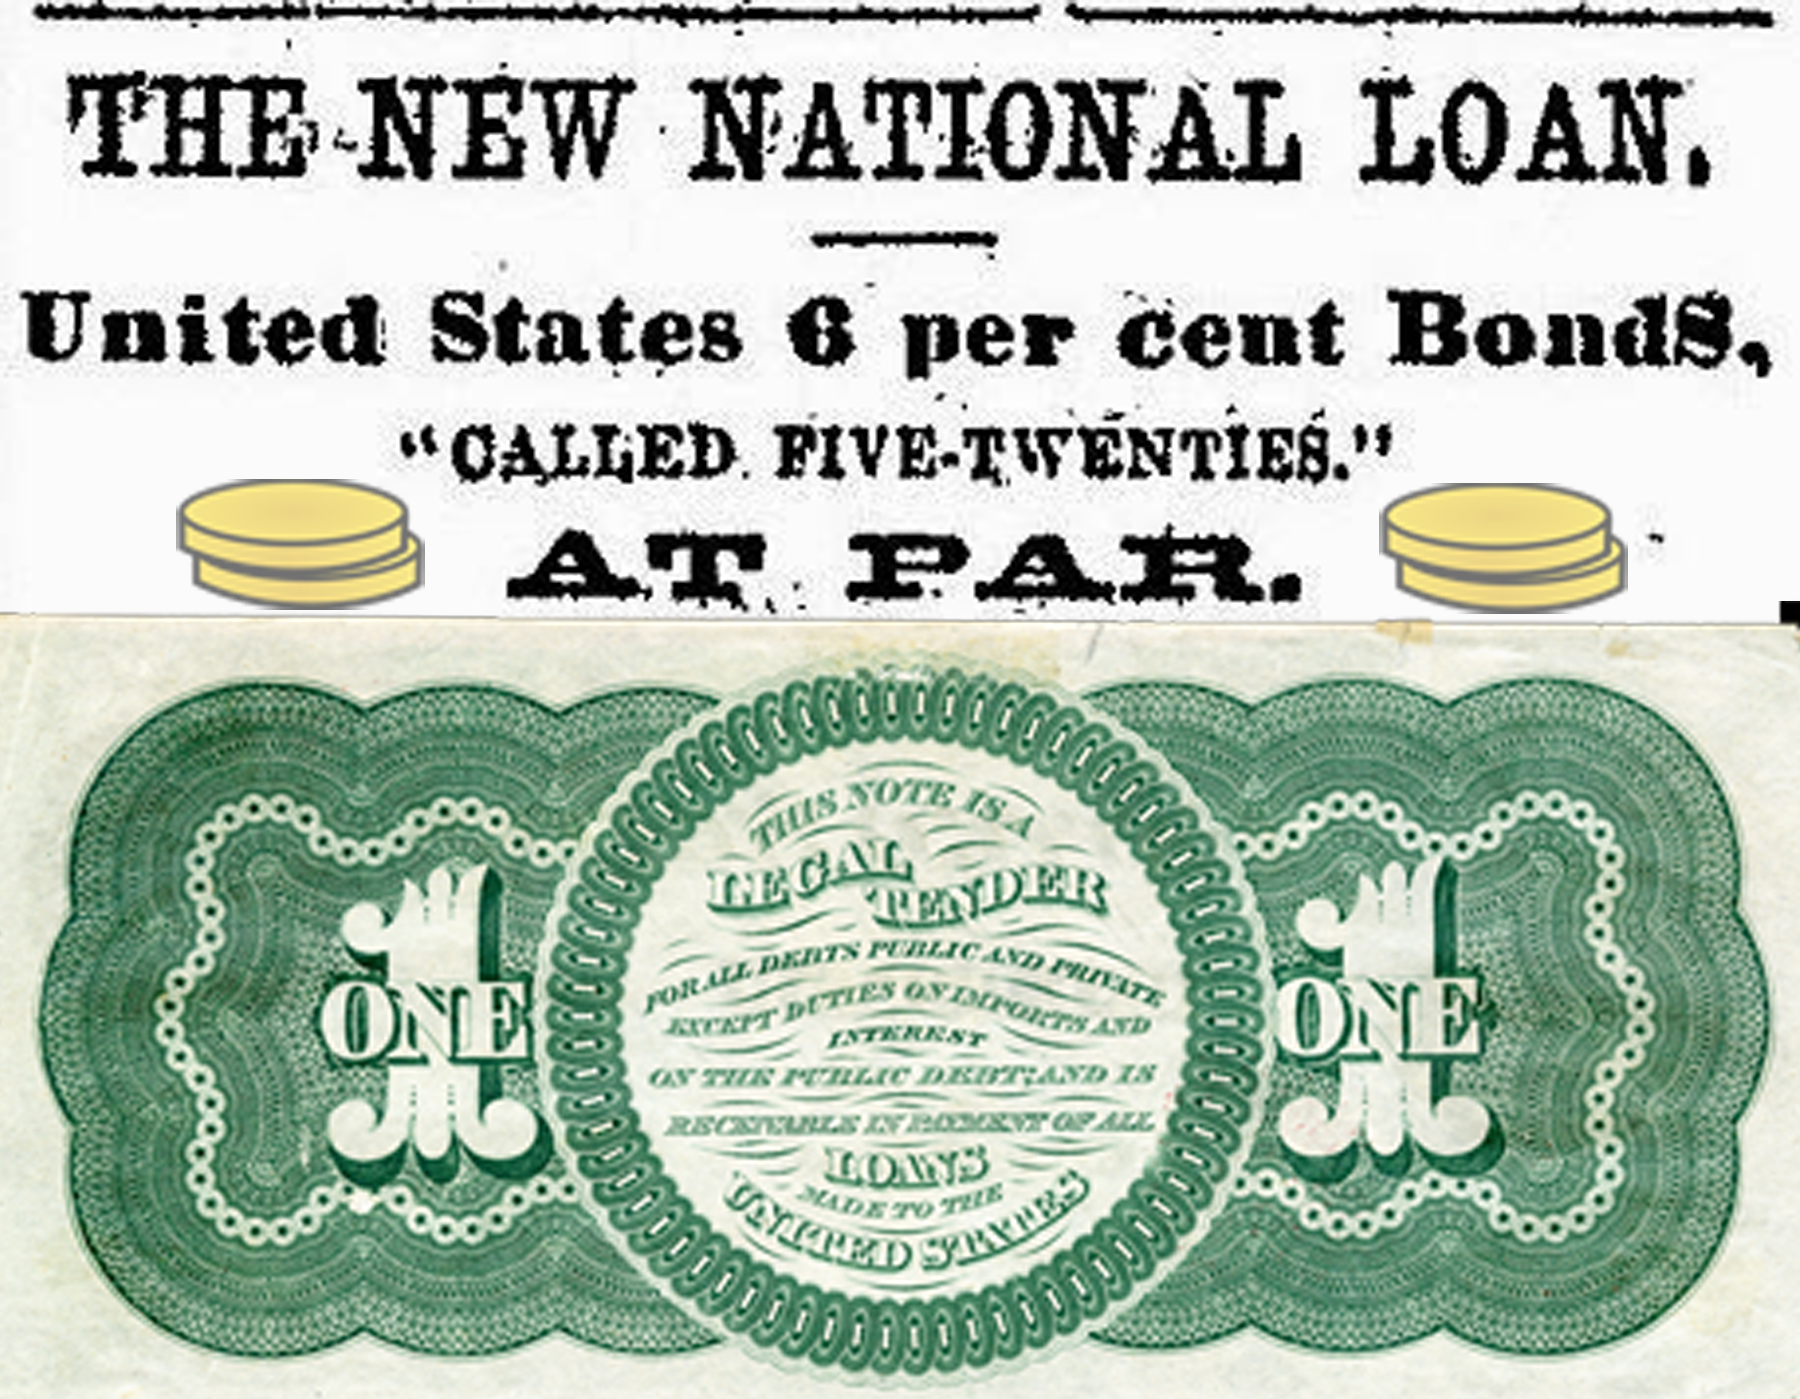 THE NEW NATIONAL LOAN.
United States 6 per cent BondS,
"CALLED FIVE-TWENTIES."
AT PAR.
THIS NOTE IS A
LEGAL
TENDER
FOR ALL DEBTS PUBLIC AND PRIVATE
EXCEPT DUTIES ON IMPORTS AND
INTEREST
ON THE PUBLIC DEBT; AND IS
RECEIVABLE IN PAYMENT OF ALL
LOANS
MADE TO THE
UNITED STATES
1
ONE
1
ONE